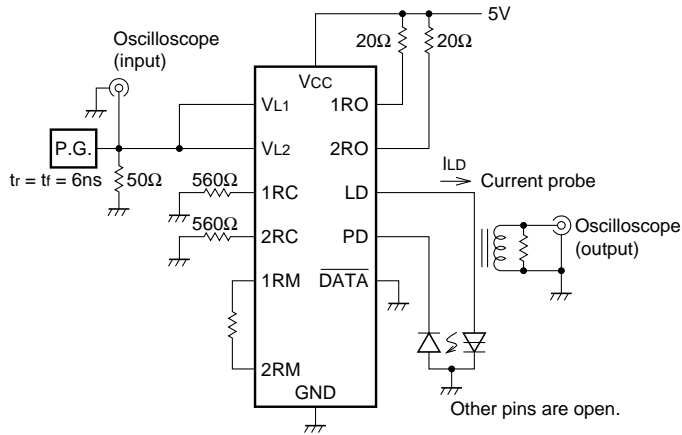 5V
20Ω 20Ω
Oscilloscope
(input)
VCC
VL1 1RO
P.G. VL2 2RO
tr = tf = 6ns 50Ω
560Ω 1RC LD
ILD Current probe
560Ω 2RC PD
Oscilloscope
(output)
1RM DATA
2RM
GND
Other pins are open.